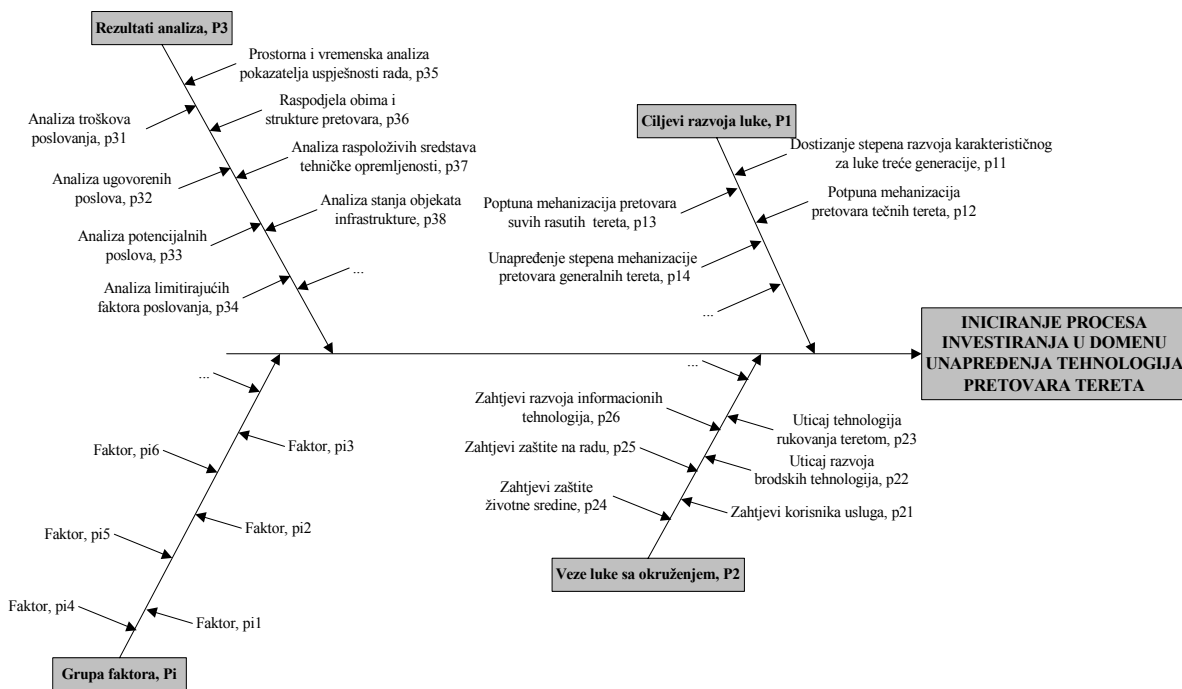 Rezultati analiza, P3
Prostorna i vremenska analiza
pokazatelja uspješnosti rada, p35
Analiza troškova
poslovanja, p31
Raspodjela obima i
strukture pretovara, p36
Analiza ugovorenih
poslova, p32
Analiza raspoloživih sredstava
tehničke opremljenosti, p37
Analiza potencijalnih
poslova, p33
Analiza stanja objekata
infrastrukture, p38
Analiza limitirajućih
faktora poslovanja, p34
...
Ciljevi razvoja luke, P1
Dostizanje stepena razvoja karakterističnog
za luke treće generacije, p11
Poptuna mehanizacija pretovara
suvih rasutih tereta, p13
Potpuna mehanizacija
pretovara tečnih tereta, p12
Unapređenje stepena mehanizacije
pretovara generalnih tereta, p14
...
INICIRANJE PROCESA
INVESTIRANJA U DOMENU
UNAPREĐENJA TEHNOLOGIJA
PRETOVARA TERETA
...
Faktor, pi3
Faktor, pi6
Faktor, pi2
Faktor, pi5
Faktor, pi4
Faktor, pi1
Grupa faktora, Pi
...
Zahtjevi razvoja informacionih
tehnologija, p26
Uticaj tehnologija
rukovanja teretom, p23
Zahtjevi zaštite na radu, p25
Uticaj razvoja
brodskih tehnologija, p22
Zahtjevi zaštite
životne sredine, p24
Zahtjevi korisnika usluga, p21
Veze luke sa okruženjem, P2